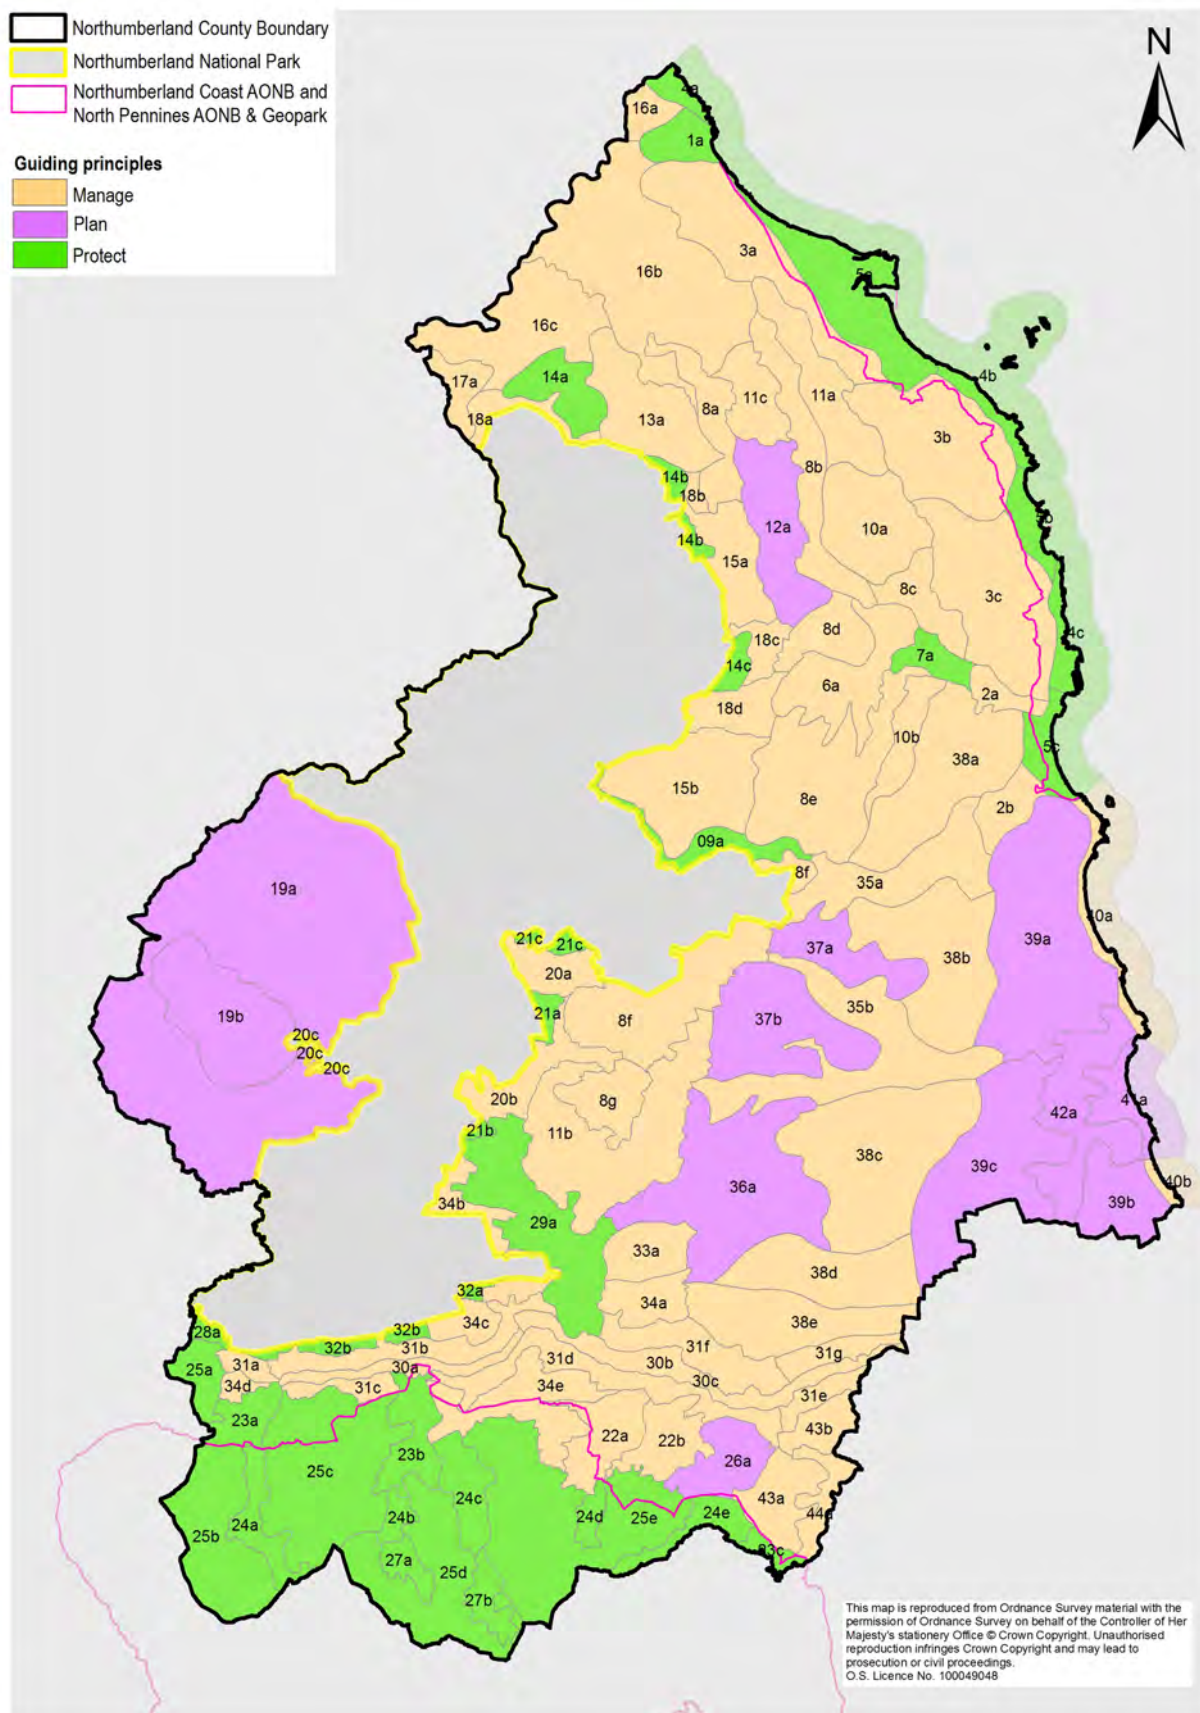 Northumberland County Boundary
Northumberland National Park
Northumberland Coast AONB and
North Pennines AONB & Geopark
Guiding principles
Manage
Plan
Protect
N
4a
16a
1a
3a
16b
5a
16c
4b
17a
14a
11c
11a
8a
18a
13a
3b
8b
14b
18b
5b
12a
10a
14b
15a
8c
3c
8d
4c
18c
7a
14c
6a
2a
18d
10b
5c
38a
15b
8e
2b
09a
8f
35a
19a
40a
21c
21c
37a
39a
20a
38b
35b
21a
19b
8f
37b
20c
20c
20c
20b
8g
41a
42a
21b
11b
38c
39c
36a
40b
34b
39b
29a
33a
38d
32a
34a
34c
38e
28a
32b
32b
31b
31f
31g
25a
31a
30a
31d
30b
34d
31c
34e
30c
31e
23a
43b
22a
22b
23b
26a
25c
24c
43a
24a
24b
24d
25e
24e
44a
25b
23c
27a
25d
27b
This map is reproduced from Ordnance Survey material with the
permission of Ordnance Survey on behalf of the Controller of Her
Majesty's stationery Office © Crown Copyright. Unauthorised
reproduction infringes Crown Copyright and may lead to
prosecution or civil proceedings.
O.S. Licence No. 100049048